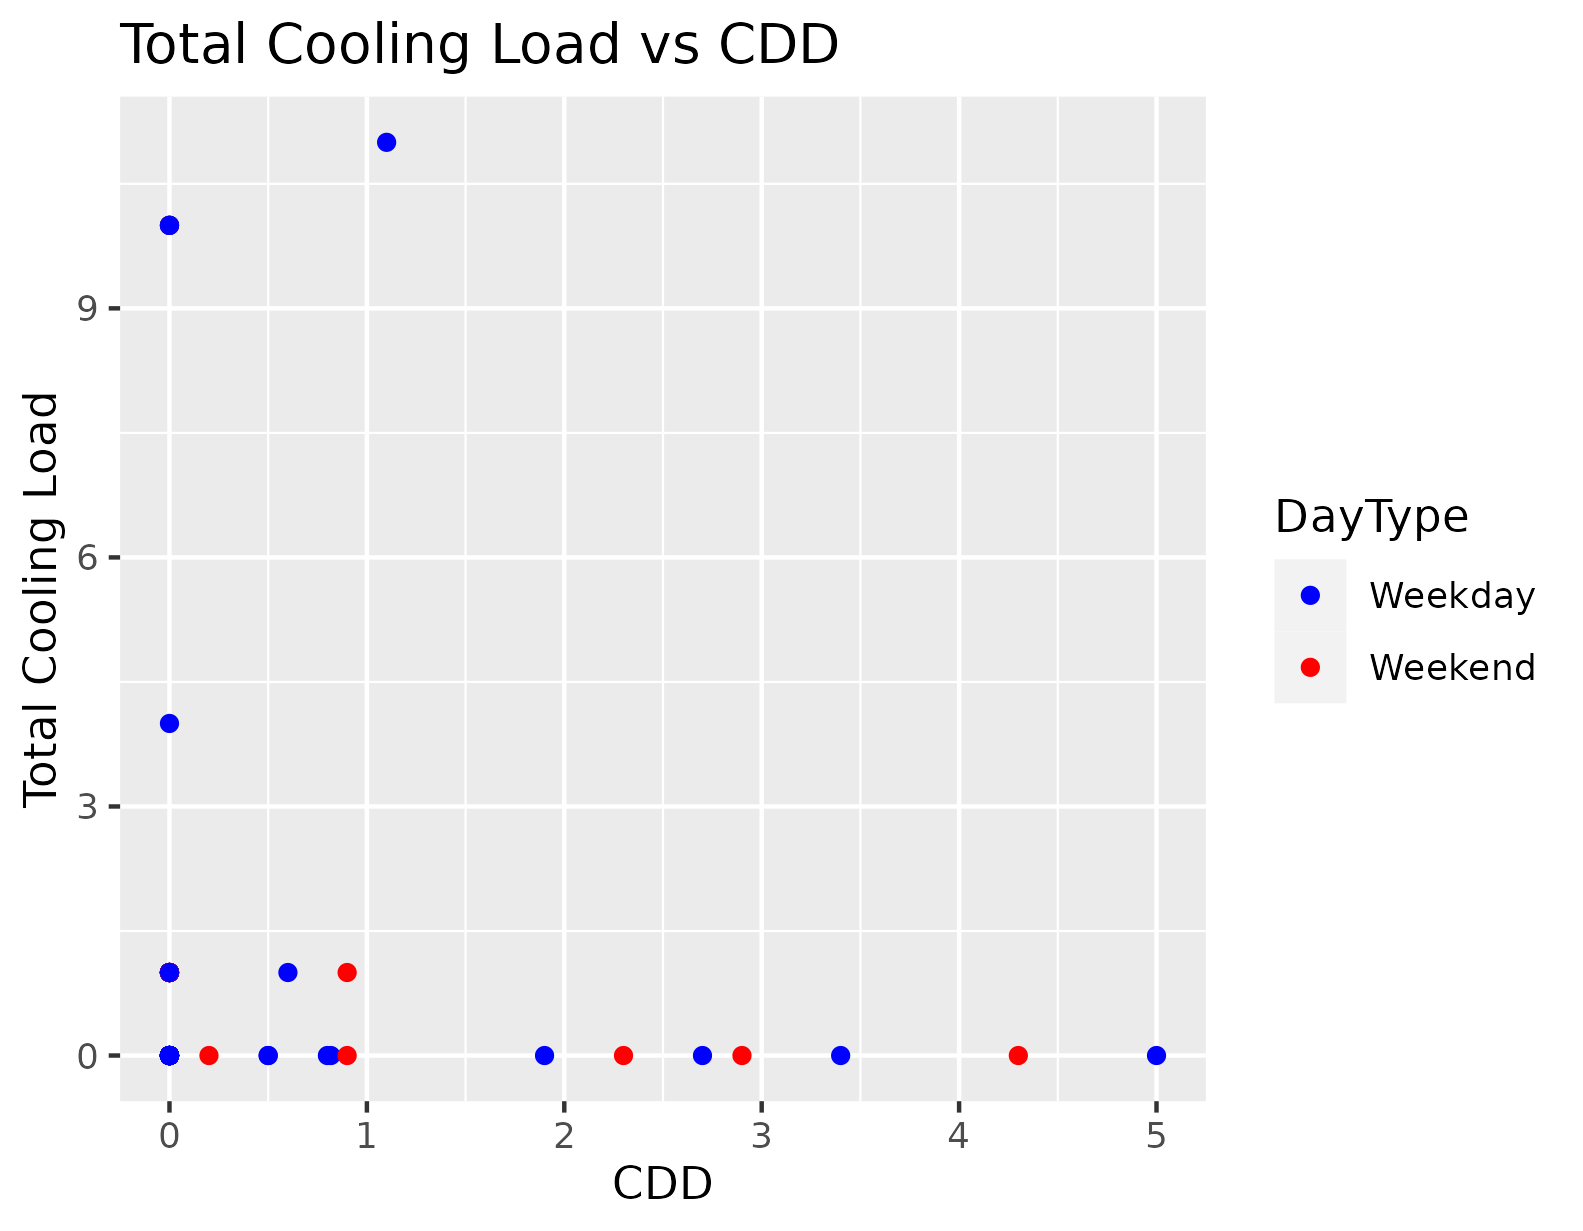 Total Cooling Load vs CDD
Total Cooling Load
9
6
3
0
0 1 2 3 4 5
CDD
DayType
Weekday
Weekend